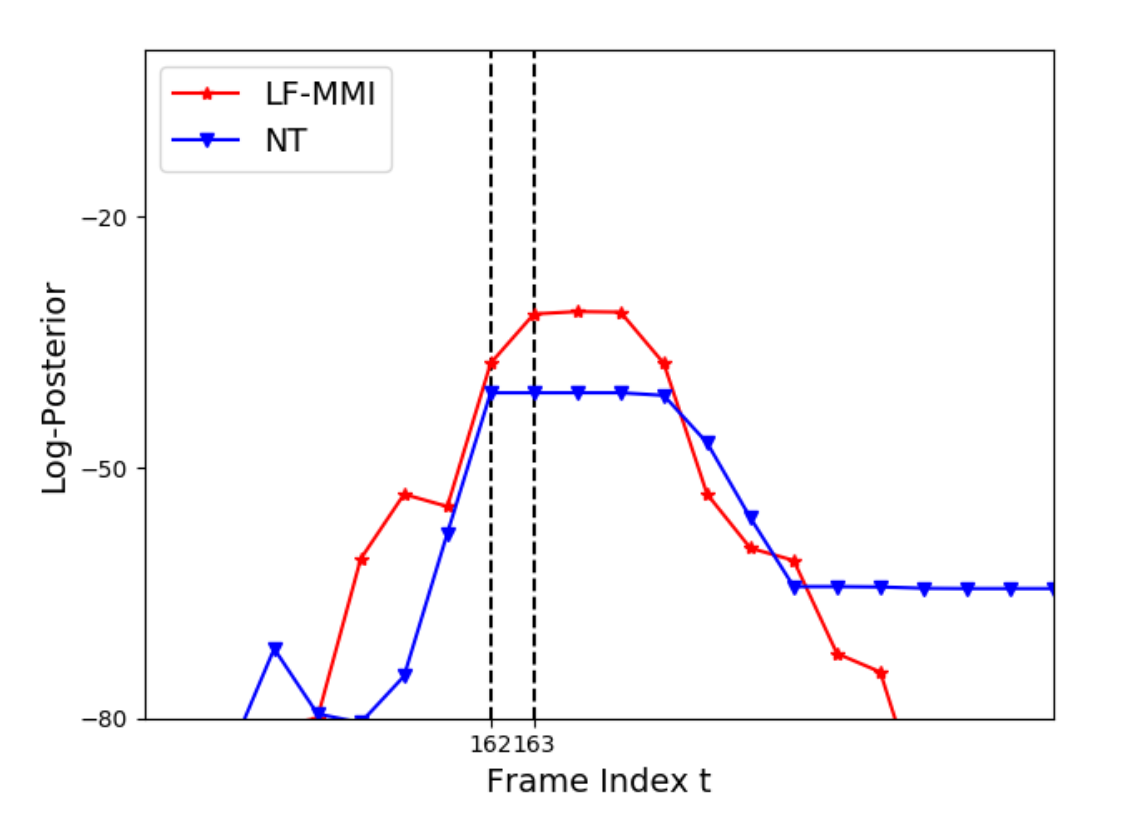 LF-MMI
NT
−20
−50
−80
Log-Posterior
162163
Frame Index t